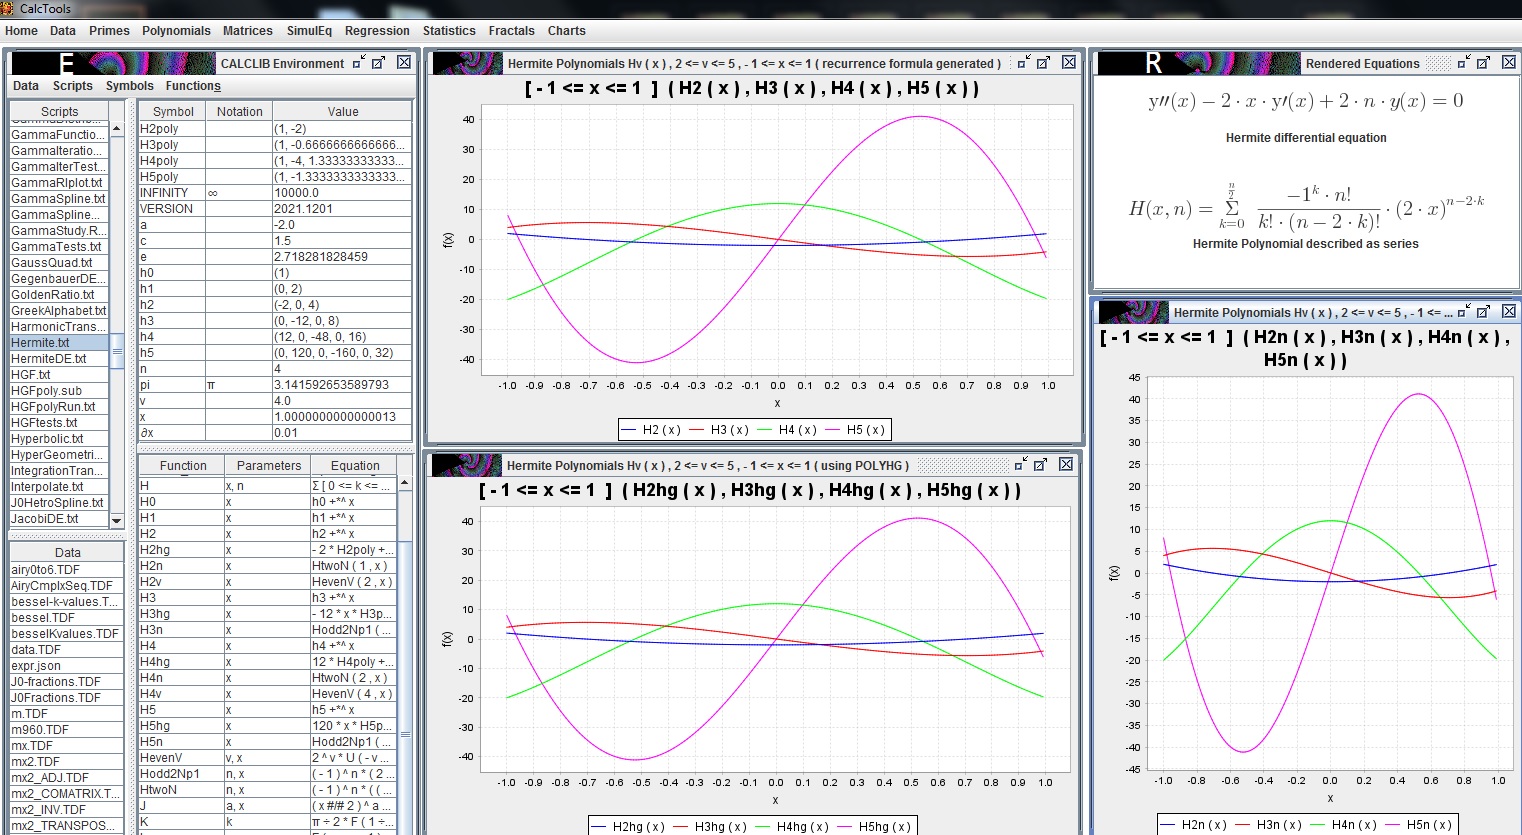 CalcTools
Home Data Primes Polynomials Matrices SimulEq Regression Statistics Fractals Charts
E CALCLIB Environment
Data Scripts Symbols Functions
Scripts
GammaFunctio...
GammaIteratio...
GammaIterTest...
GammaRIplot.txt
GammaSpline.txt
GammaSpline...
GammaStudy.R...
GammaTests.txt
GaussQuad.txt
GegenbauerDE...
GoldenRatio.txt
GreekAlphabet.txt
HarmonicTrans...
Hermite.txt
HermiteDE.txt
HGF.txt
HGFpoly.sub
HGFpolyRun.txt
HGFtests.txt
Hyperbolic.txt
HyperGeometri...
IntegrationTran...
Interpolate.txt
J0HetroSpline.txt
JacobiDE.txt
Data
airy0to6.TDF
AiryCmplxSeq.TDF
bessel-k-values.T...
bessel.TDF
besselKvalues.TDF
data.TDF
expr.json
J0-fractions.TDF
J0Fractions.TDF
m.TDF
m960.TDF
mx.TDF
mx2.TDF
mx2_ADJ.TDF
mx2_COMATRIX.T...
mx2_INV.TDF
mx2_TRANSPOS...
Symbol Notation Value
H2poly (1, -2)
H3poly (1, -0.6666666666666...
H4poly (1, -4, 1.33333333333...
H5poly (1, -1.3333333333333...
INFINITY ∞ 10000.0
VERSION 2021.1201
a -2.0
c 1.5
e 2.718281828459
h0 (1)
h1 (0, 2)
h2 (-2, 0, 4)
h3 (0, -12, 0, 8)
h4 (12, 0, -48, 0, 16)
h5 (0, 120, 0, -160, 0, 32)
n 4
pi π 3.141592653589793
v 4.0
x 1.0000000000000013
∂x 0.01
Function Parameters Equation
H x, n Σ [ 0 <= k <= ...
H0 x h0 +*^ x
H1 x h1 +*^ x
H2 x h2 +*^ x
H2hg x - 2 * H2poly +...
H2n x HtwoN ( 1 , x )
H2v x HevenV ( 2 , x )
H3 x h3 +*^ x
H3hg x - 12 * x * H3p...
H3n x Hodd2Np1 ( ...
H4 x h4 +*^ x
H4hg x 12 * H4poly +...
H4n x HtwoN ( 2 , x )
H4v x HevenV ( 4 , x )
H5 x h5 +*^ x
H5hg x 120 * x * H5p...
H5n x Hodd2Np1 ( ...
HevenV v, x 2 ^ v * U ( - v ...
Hodd2Np1 n, x ( - 1 ) ^ n * ( 2 ...
HtwoN n, x ( - 1 ) ^ n * ( ( ...
J a, x ( x #/# 2 ) ^ a ...
K k π ÷ 2 * F ( 1 ÷...
Hermite Polynomials Hv ( x ) , 2 <= v <= 5 , - 1 <= x <= 1 ( recurrence formula generated )
[ - 1 <= x <= 1 ] ( H2 ( x ) , H3 ( x ) , H4 ( x ) , H5 ( x ) )
40
30
20
10
0
-10
-20
-30
-40
f(x)
-1.0 -0.9 -0.8 -0.7 -0.6 -0.5 -0.4 -0.3 -0.2 -0.1 0.0 0.1 0.2 0.3 0.4 0.5 0.6 0.7 0.8 0.9 1.0
x
H2 ( x ) H3 ( x ) H4 ( x ) H5 ( x )
Hermite Polynomials Hv ( x ) , 2 <= v <= 5 , - 1 <= x <= 1 ( using POLYHG )
[ - 1 <= x <= 1 ] ( H2hg ( x ) , H3hg ( x ) , H4hg ( x ) , H5hg ( x ) )
40
30
20
10
0
-10
-20
-30
-40
f(x)
-1.0 -0.9 -0.8 -0.7 -0.6 -0.5 -0.4 -0.3 -0.2 -0.1 0.0 0.1 0.2 0.3 0.4 0.5 0.6 0.7 0.8 0.9 1.0
x
H2hg ( x ) H3hg ( x ) H4hg ( x ) H5hg ( x )
R Rendered Equations
y′′(x) − 2 · x · y′(x) + 2 · n · y(x) = 0
Hermite differential equation
H(x, n) = Σ_{k=0}^{n/2} (−1^k · n!)/(k! · (n − 2 · k)!) · (2 · x)^{n−2·k}
Hermite Polynomial described as series
Hermite Polynomials Hv ( x ) , 2 <= v <= 5 , - 1 <= ...
[ - 1 <= x <= 1 ] ( H2n ( x ) , H3n ( x ) , H4n ( x ) ,
H5n ( x ) )
45
40
35
30
25
20
15
10
5
0
-5
-10
-15
-20
-25
-30
-35
-40
-45
f(x)
-1.0 -0.8 -0.6 -0.4 -0.2 0.0 0.2 0.4 0.6 0.8 1.0
x
H2n ( x ) H3n ( x ) H4n ( x ) H5n ( x )